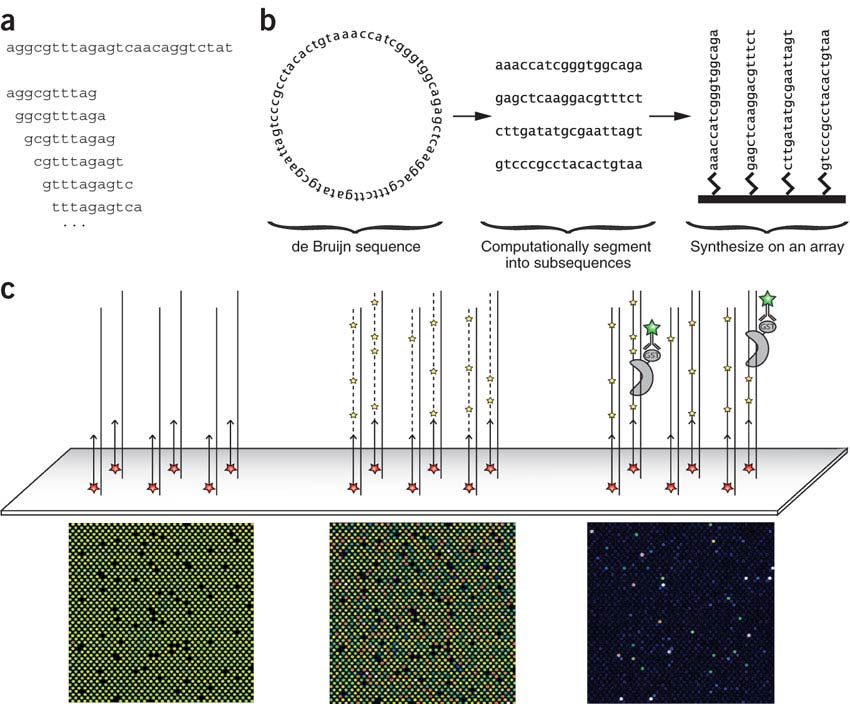 a
aggcgtttagagtcaacaggtctat
aggcgtttag
ggcgtttaga
gcgtttagag
cgtttagagt
gtttagagtc
tttagagtca
...
b
aaaccatcgggtggcagagctcaaggacgtttcttgatatgcgaattagtcccgcctacactgt
de Bruijn sequence
aaaccatcgggtggcaga
gagctcaaggacgtttct
cttgatatgcgaattagt
gtcccgcctacactgtaa
Computationally segment
into subsequences
aaaccatcgggtggcaga
gagctcaaggacgtttct
cttgatatgcgaattagt
gtcccgcctacactgtaa
Synthesize on an array
c
GST
GST